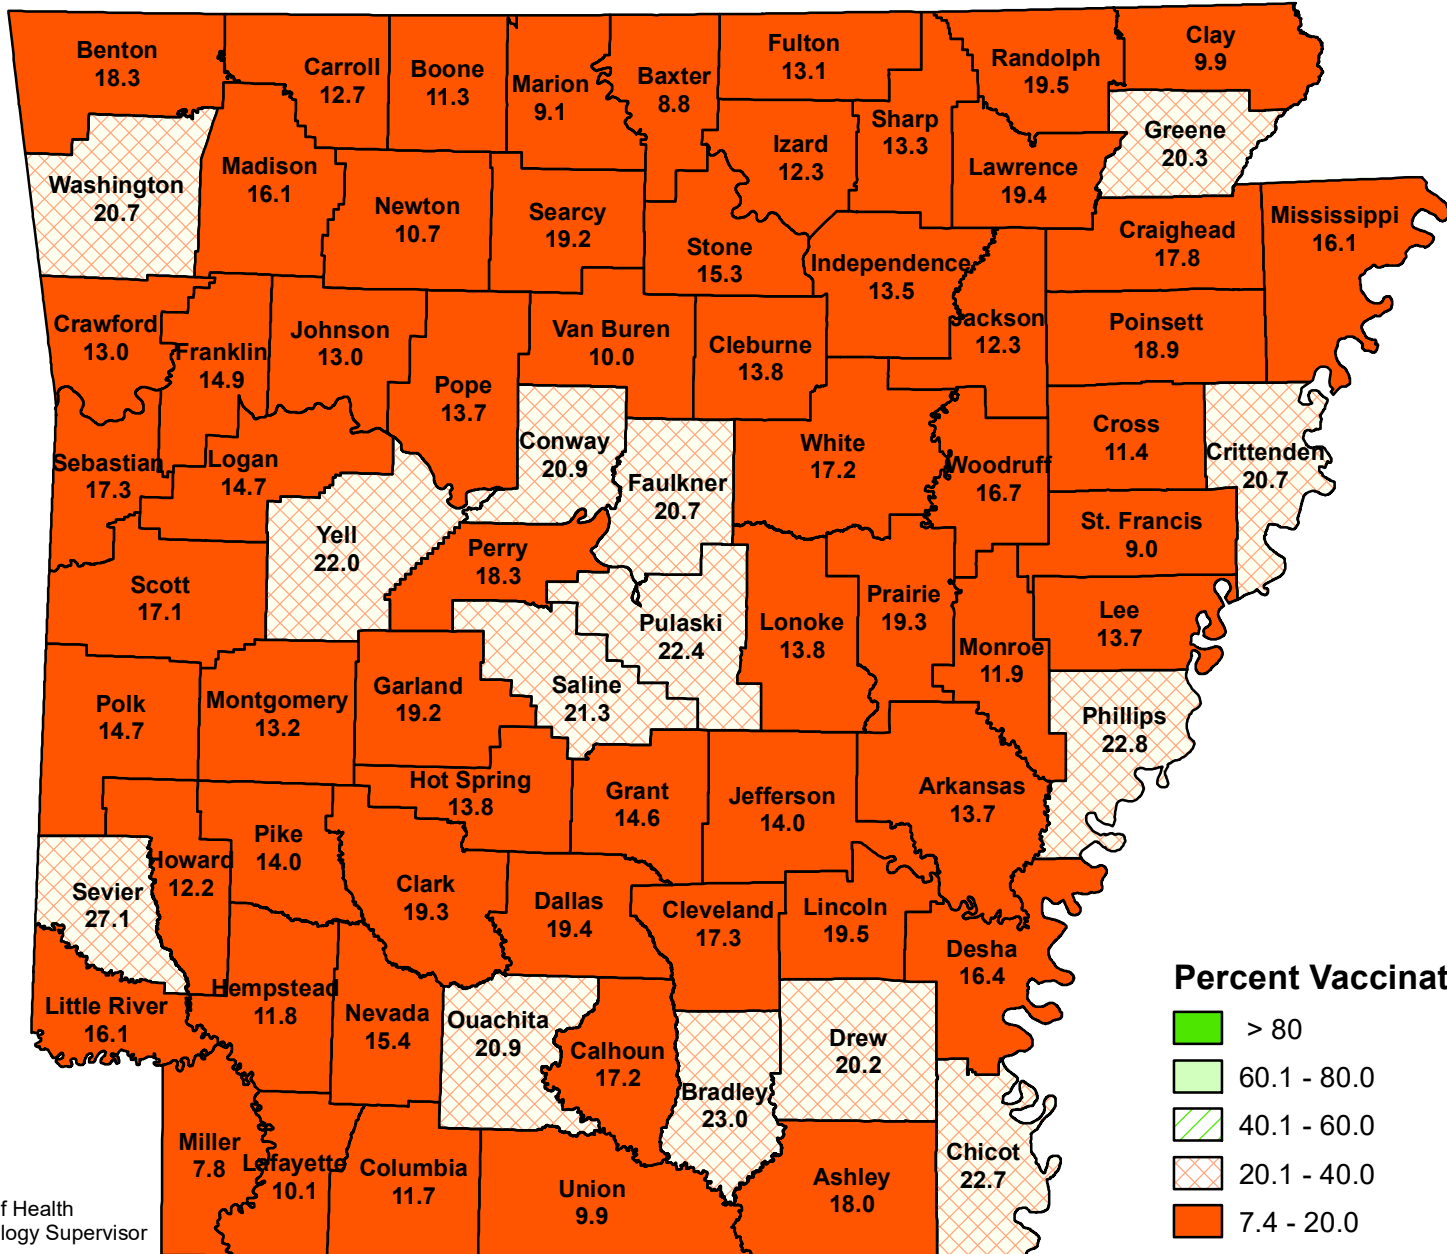 Benton
18.3
Carroll
12.7
Boone
11.3
Marion
9.1
Baxter
8.8
Fulton
13.1
Randolph
19.5
Clay
9.9
Washington
20.7
Madison
16.1
Newton
10.7
Searcy
19.2
Stone
15.3
Izard
12.3
Sharp
13.3
Lawrence
19.4
Greene
20.3
Independence
13.5
Craighead
17.8
Mississippi
16.1
Crawford
13.0
Franklin
14.9
Johnson
13.0
Pope
13.7
Van Buren
10.0
Cleburne
13.8
Jackson
12.3
Poinsett
18.9
Sebastian
17.3
Logan
14.7
Conway
20.9
Faulkner
20.7
White
17.2
Woodruff
16.7
Cross
11.4
Crittenden
20.7
St. Francis
9.0
Yell
22.0
Perry
18.3
Scott
17.1
Pulaski
22.4
Lonoke
13.8
Prairie
19.3
Monroe
11.9
Lee
13.7
Polk
14.7
Montgomery
13.2
Garland
19.2
Saline
21.3
Phillips
22.8
Hot Spring
13.8
Grant
14.6
Jefferson
14.0
Arkansas
13.7
Sevier
27.1
Howard
12.2
Pike
14.0
Clark
19.3
Dallas
19.4
Cleveland
17.3
Lincoln
19.5
Desha
16.4
Little River
16.1
Hempstead
11.8
Nevada
15.4
Ouachita
20.9
Calhoun
17.2
Bradley
23.0
Drew
20.2
Miller
7.8
Lafayette
10.1
Columbia
11.7
Union
9.9
Ashley
18.0
Chicot
22.7
Percent Vaccinat
> 80
60.1 - 80.0
40.1 - 60.0
20.1 - 40.0
7.4 - 20.0
f Health
logy Supervisor